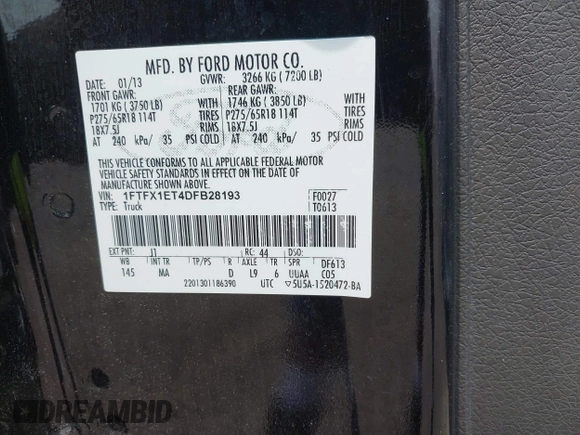 MFD. BY FORD MOTOR CO.
DATE: 01/13 GVWR: 3266 KG ( 7200 LB)
FRONT GAWR: REAR GAWR:
1701 KG ( 3750 LB) WITH 1746 KG ( 3850 LB) WITH
P275/65R18 114T TIRES P275/65R18 114T TIRES
18X7.5J RIMS 18X7.5J RIMS
AT 240 kPa/ 35 PSI COLD AT 240 kPa/ 35 PSI COLD
THIS VEHICLE CONFORMS TO ALL APPLICABLE FEDERAL MOTOR
VEHICLE SAFETY STANDARDS IN EFFECT ON THE DATE OF
MANUFACTURE SHOWN ABOVE.
VIN: 1FTFX1ET4DFB28193 F0027
TYPE: Truck T0613
EXT PNT: J1 RC: 44 DSO:
WB INT TR TP/PS R AXLE TR SPR DF613
145 MA D L9 6 UUAA C05
2201301186390 UTC 5U5A-1520472-BA
DREAMBID